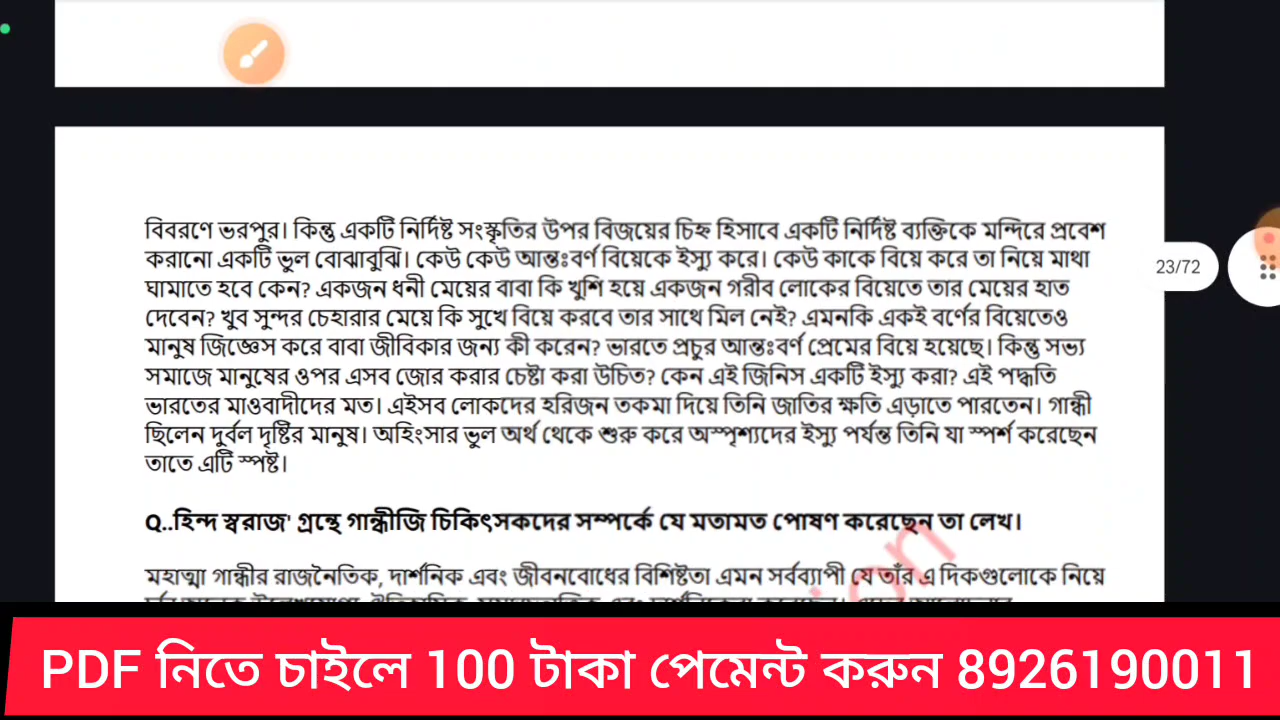 বিবরণে ভরপুর। কিন্তু একটি নির্দিষ্ট সংস্কৃতির উপর বিজয়ের চিহ্ন হিসাবে একটি নির্দিষ্ট ব্যক্তিকে মন্দিরে প্রবেশ
করানো একটি ভুল বোঝাবুঝি। কেউ কেউ আন্তঃবর্ণ বিয়েকে ইস্যু করে। কেউ কাকে বিয়ে করে তা নিয়ে মাথা
23/72
ঘামাতে হবে কেন? একজন ধনী মেয়ের বাবা কি খুশি হয়ে একজন গরীব লোকের বিয়েতে তার মেয়ের হাত
দেবেন? খুব সুন্দর চেহারার মেয়ে কি সুখে বিয়ে করবে তার সাথে মিল নেই? এমনকি একই বর্ণের বিয়েতেও
মানুষ জিজ্ঞেস করে বাবা জীবিকার জন্য কী করেন? ভারতে প্রচুর আন্তঃবর্ণ প্রেমের বিয়ে হয়েছে। কিন্তু সভ্য
সমাজে মানুষের ওপর এসব জোর করার চেষ্টা করা উচিত? কেন এই জিনিস একটি ইস্যু করা? এই পদ্ধতি
ভারতের মাওবাদীদের মত। এইসব লোকদের হরিজন তকমা দিয়ে তিনি জাতির ক্ষতি এড়াতে পারতেন। গান্ধী
ছিলেন দুর্বল দৃষ্টির মানুষ। অহিংসার ভুল অর্থ থেকে শুরু করে অস্পৃশ্যদের ইস্যু পর্যন্ত তিনি যা স্পর্শ করেছেন
তাতে এটি স্পষ্ট।
Q..হিন্দ স্বরাজ' গ্রন্থে গান্ধীজি চিকিৎসকদের সম্পর্কে যে মতামত পোষণ করেছেন তা লেখ।
মহাত্মা গান্ধীর রাজনৈতিক, দার্শনিক এবং জীবনবোধের বিশিষ্টতা এমন সর্বব্যাপী যে তাঁর এ দিকগুলোকে নিয়ে
PDF নিতে চাইলে 100 টাকা পেমেন্ট করুন 8926190011